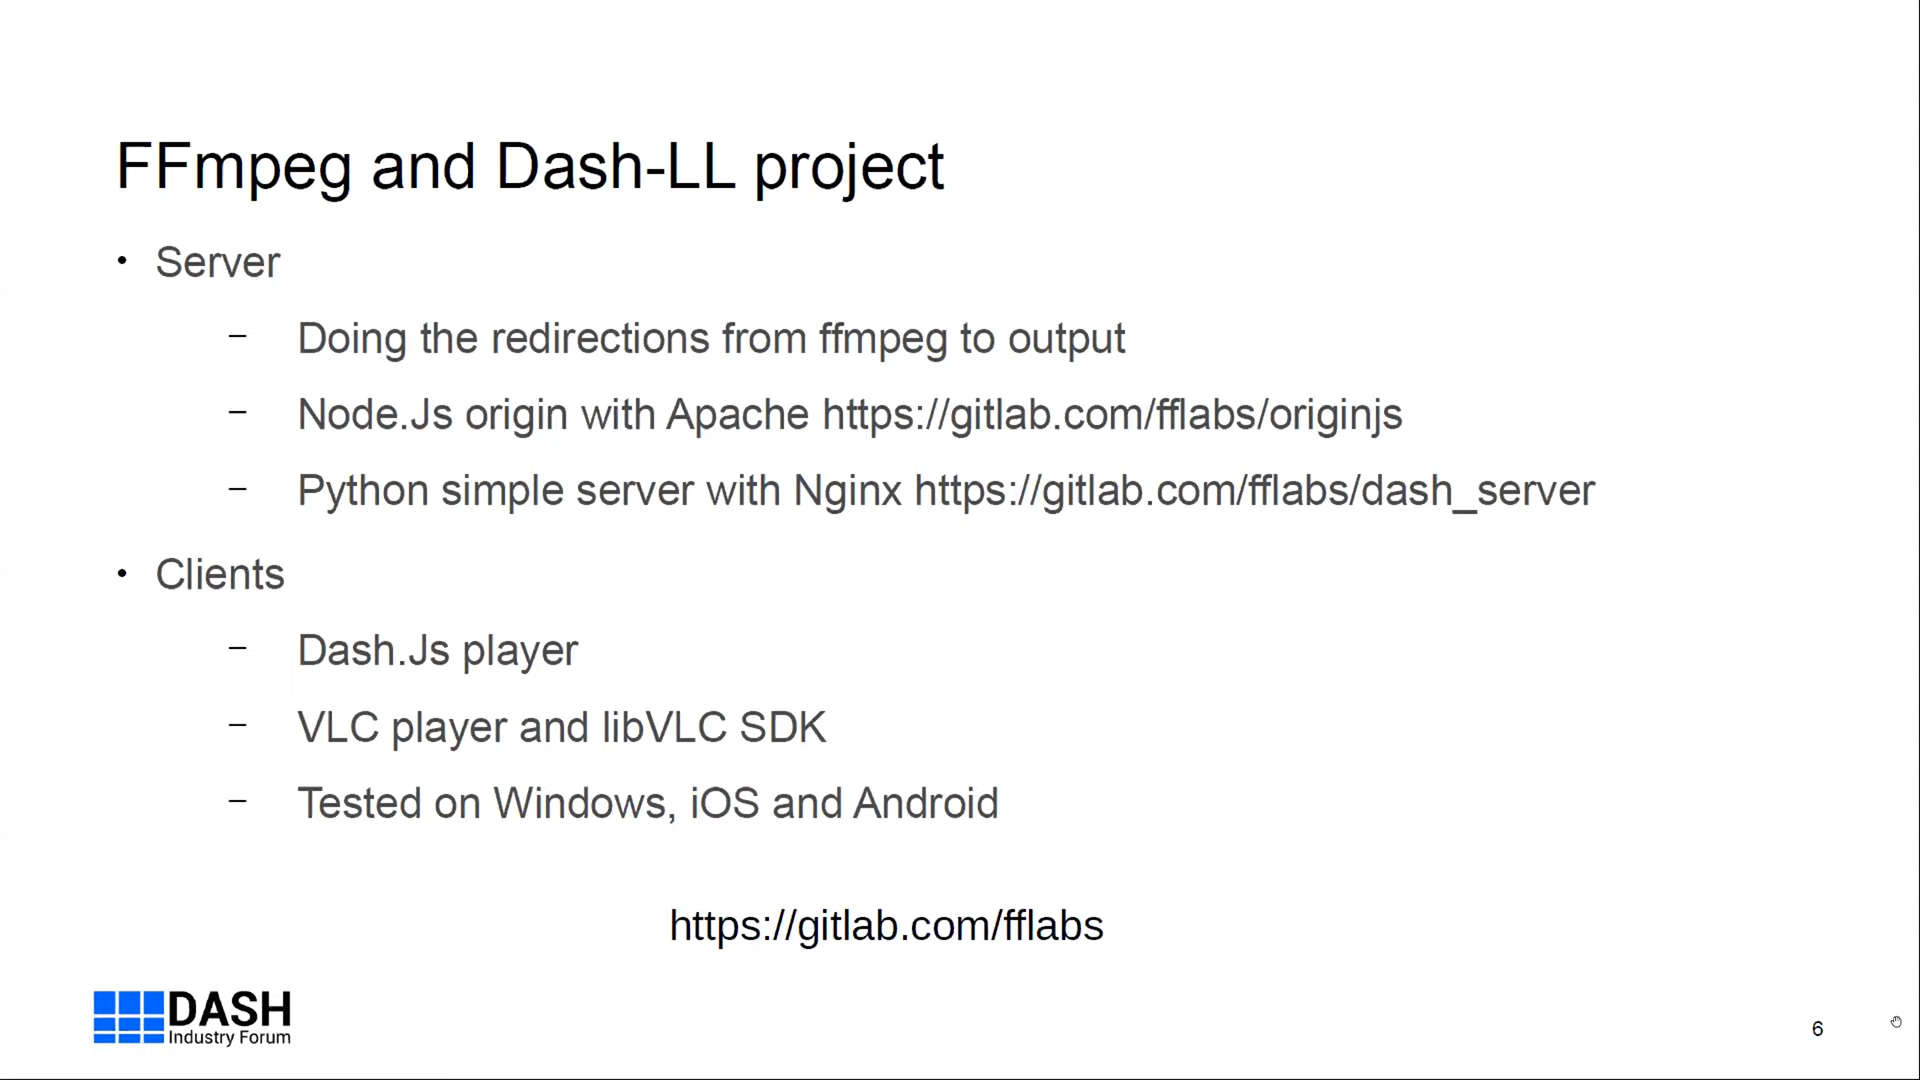 FFmpeg and Dash-LL project
• Server
– Doing the redirections from ffmpeg to output
– Node.Js origin with Apache https://gitlab.com/fflabs/originjs
– Python simple server with Nginx https://gitlab.com/fflabs/dash_server
• Clients
– Dash.Js player
– VLC player and libVLC SDK
– Tested on Windows, iOS and Android
https://gitlab.com/fflabs
DASH
Industry Forum
6